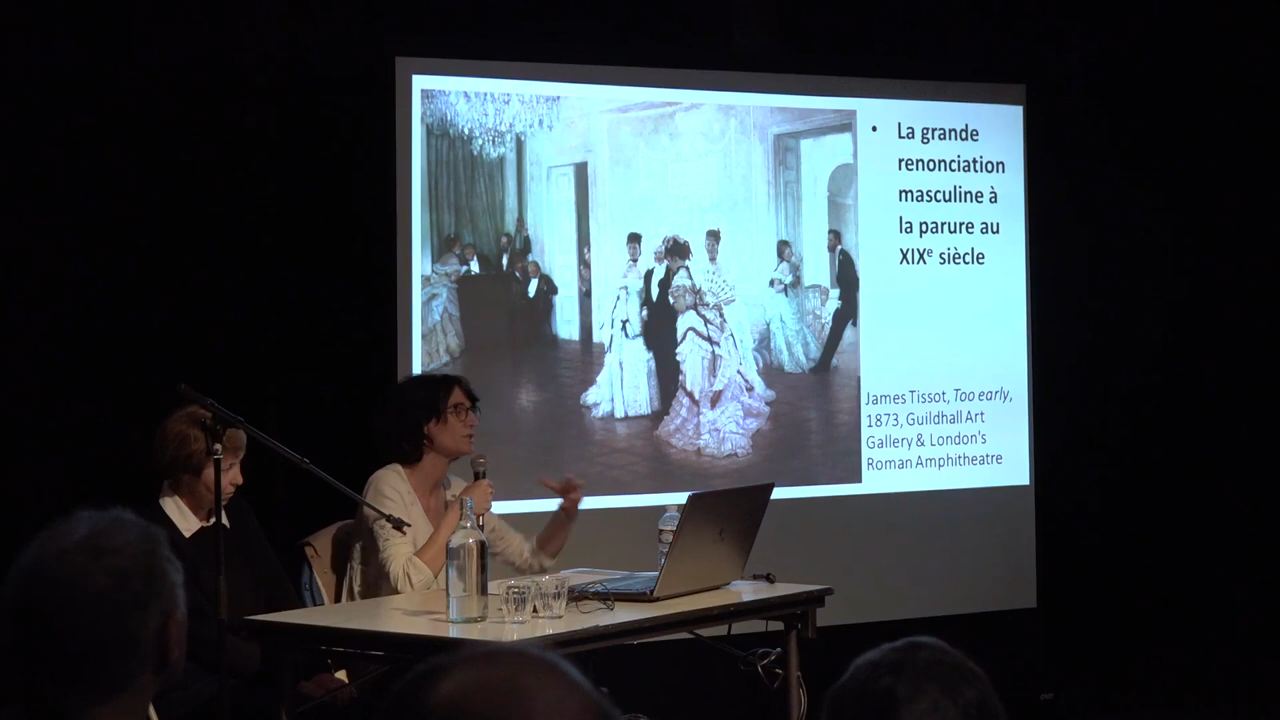 • La grande
renonciation
masculine à
la parure au
XIXe siècle
James Tissot, Too early,
1873, Guildhall Art
Gallery & London's
Roman Amphitheatre